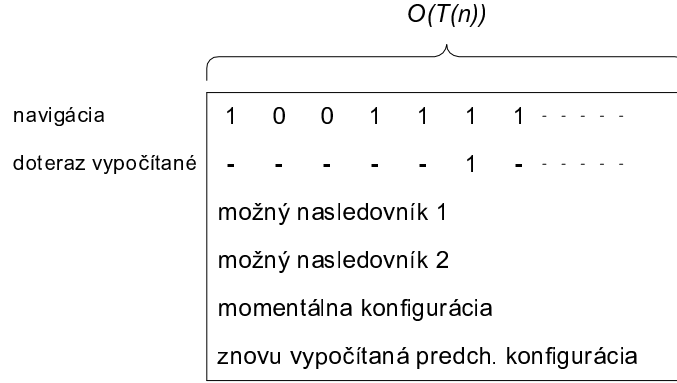 O(T(n))
navigácia 1 0 0 1 1 1 1 - - - - -
doteraz vypočítané - - - - - 1 - - - - - -
možný nasledovník 1
možný nasledovník 2
momentálna konfigurácia
znovu vypočítaná predch. konfigurácia